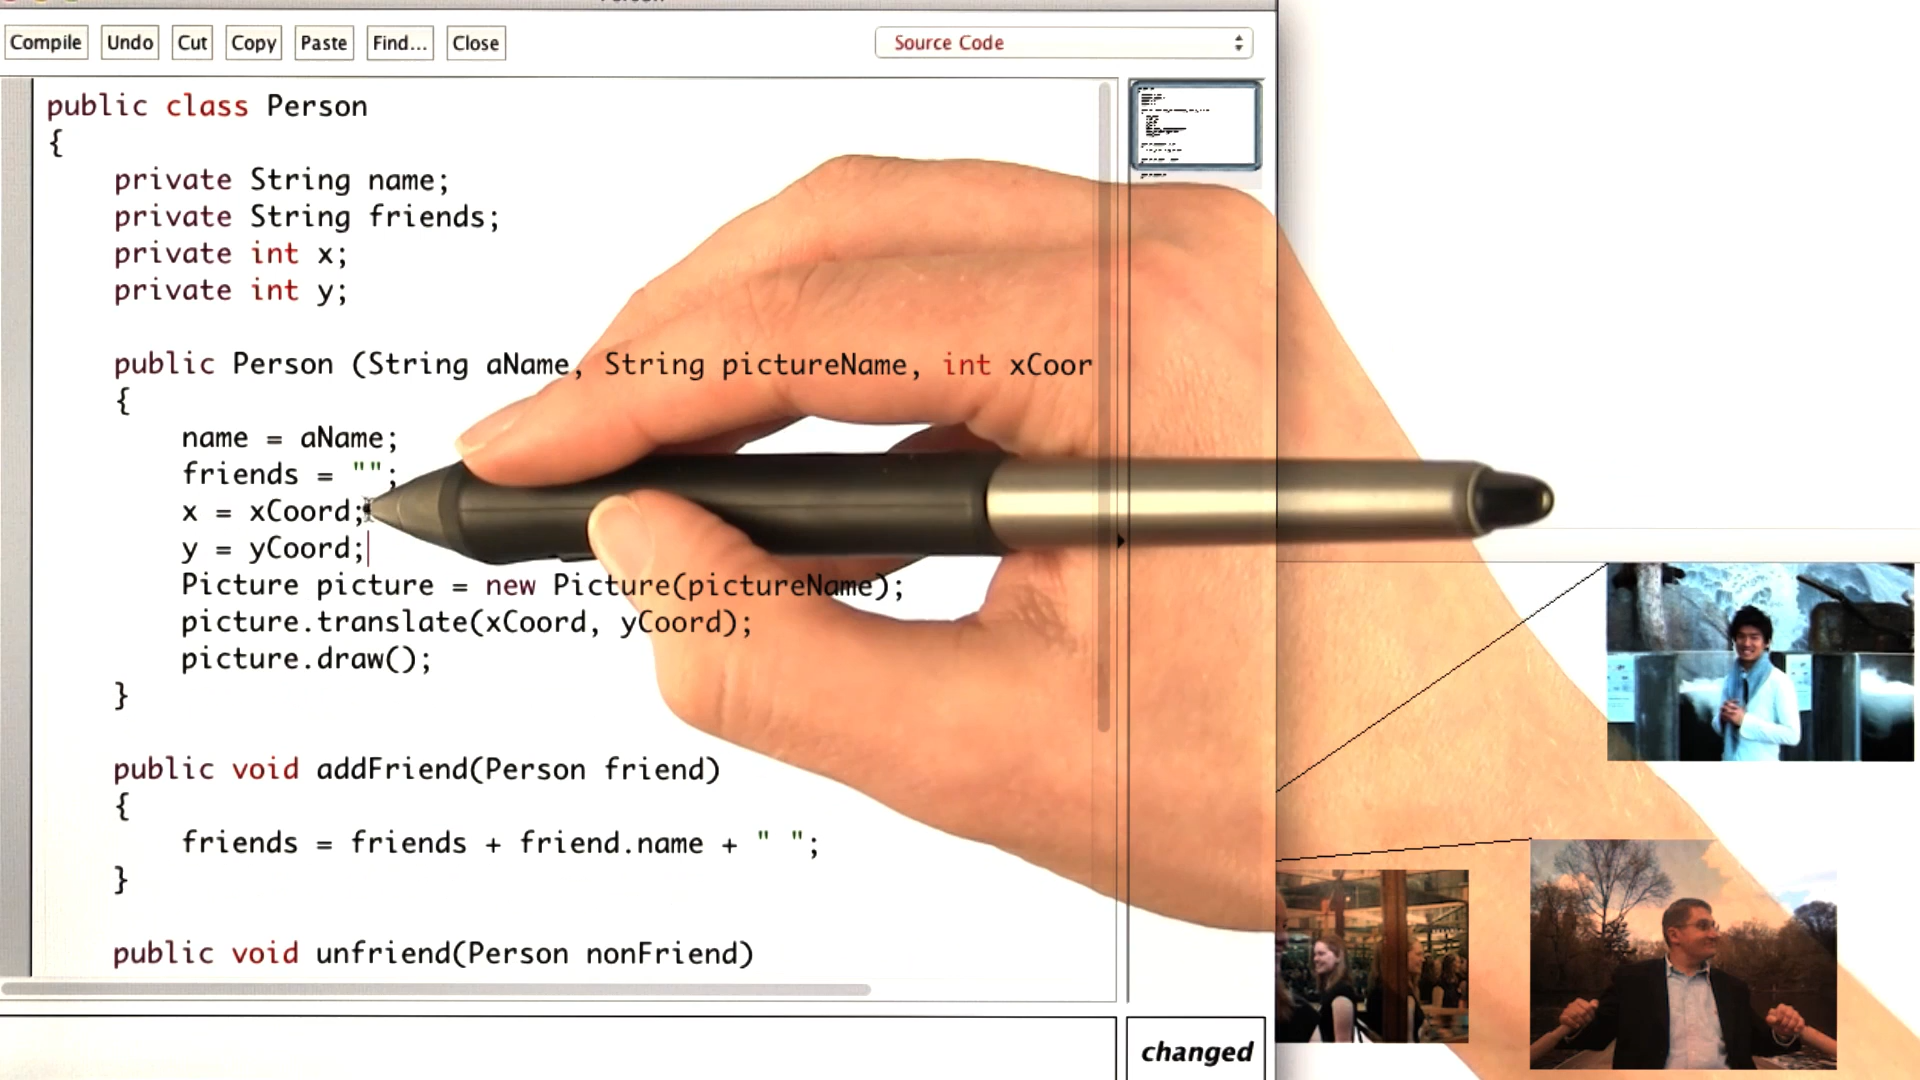 Compile Undo Cut Copy Paste Find... Close Source Code
public class Person
{
private String name;
private String friends;
private int x;
private int y;
public Person (String aName, String pictureName, int xCoor
{
name = aName;
friends = "";
x = xCoord;
y = yCoord;
Picture picture = new Picture(pictureName);
picture.translate(xCoord, yCoord);
picture.draw();
}
public void addFriend(Person friend)
{
friends = friends + friend.name + " ";
}
public void unfriend(Person nonFriend)
changed